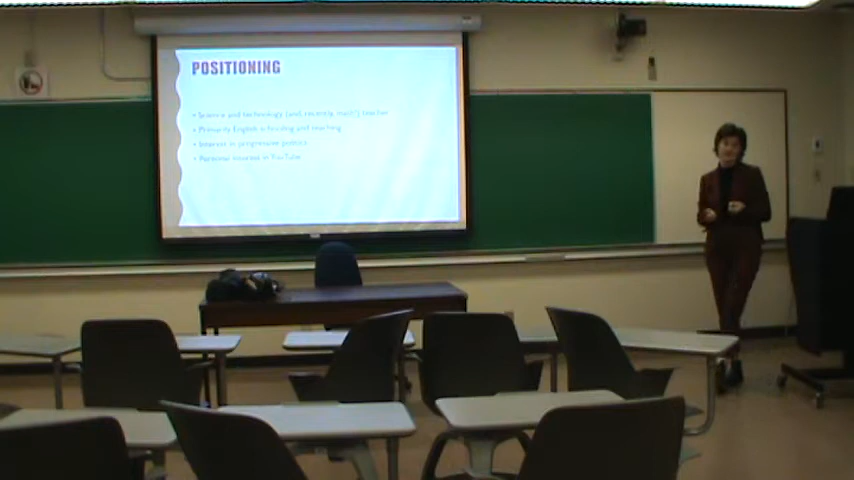 POSITIONING
• Science and technology (and, recently, math!) teacher
• Primarily English schooling and teaching
• Interest in progressive politics
• Personal interest in YouTube